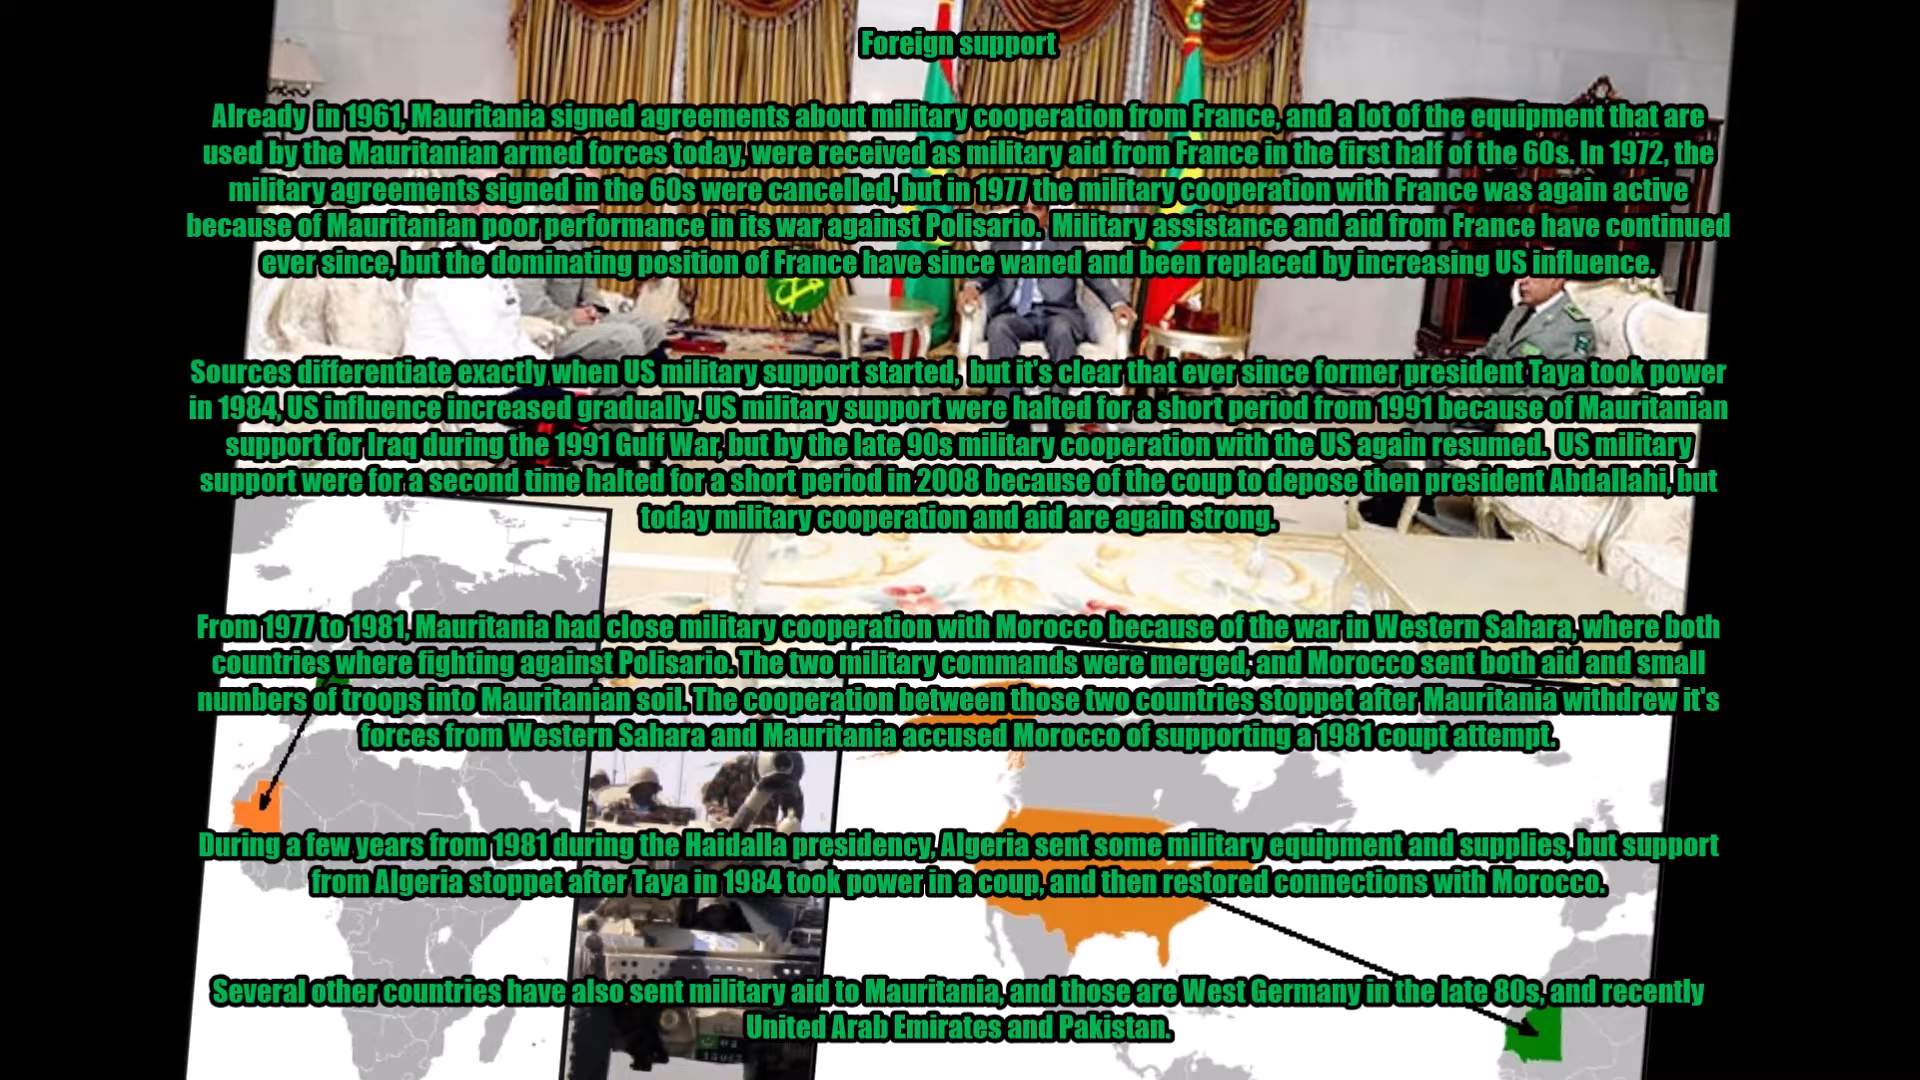 Foreign support
Already in 1961, Mauritania signed agreements about military cooperation from France, and a lot of the equipment that are
used by the Mauritanian armed forces today, were received as military aid from France in the first half of the 60s. In 1972, the
military agreements signed in the 60s were cancelled, but in 1977 the military cooperation with France was again active
because of Mauritanian poor performance in its war against Polisario. Military assistance and aid from France have continued
ever since, but the dominating position of France have since waned and been replaced by increasing US influence.
Sources differentiate exactly when US military support started, but it's clear that ever since former president Taya took power
in 1984, US influence increased gradually. US military support were halted for a short period from 1991 because of Mauritanian
support for Iraq during the 1991 Gulf War, but by the late 90s military cooperation with the US again resumed. US military
support were for a second time halted for a short period in 2008 because of the coup to depose then president Abdallahi, but
today military cooperation and aid are again strong.
From 1977 to 1981, Mauritania had close military cooperation with Morocco because of the war in Western Sahara, where both
countries where fighting against Polisario. The two military commands were merged, and Morocco sent both aid and small
numbers of troops into Mauritanian soil. The cooperation between those two countries stoppet after Mauritania withdrew it's
forces from Western Sahara and Mauritania accused Morocco of supporting a 1981 coupt attempt.
During a few years from 1981 during the Haidalla presidency, Algeria sent some military equipment and supplies, but support
from Algeria stoppet after Taya in 1984 took power in a coup, and then restored connections with Morocco.
Several other countries have also sent military aid to Mauritania, and those are West Germany in the late 80s, and recently
United Arab Emirates and Pakistan.